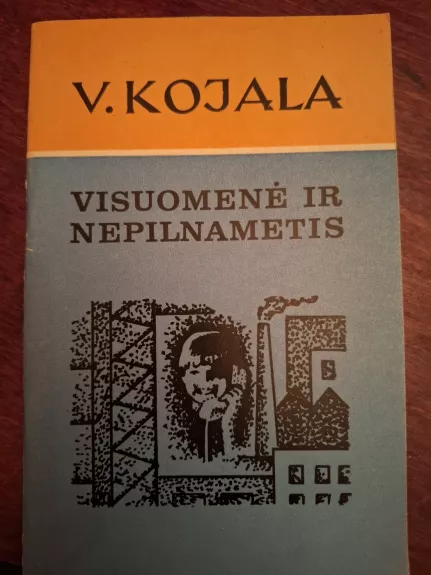 V. KOJALA
VISUOMENĖ IR
NEPILNAMETIS